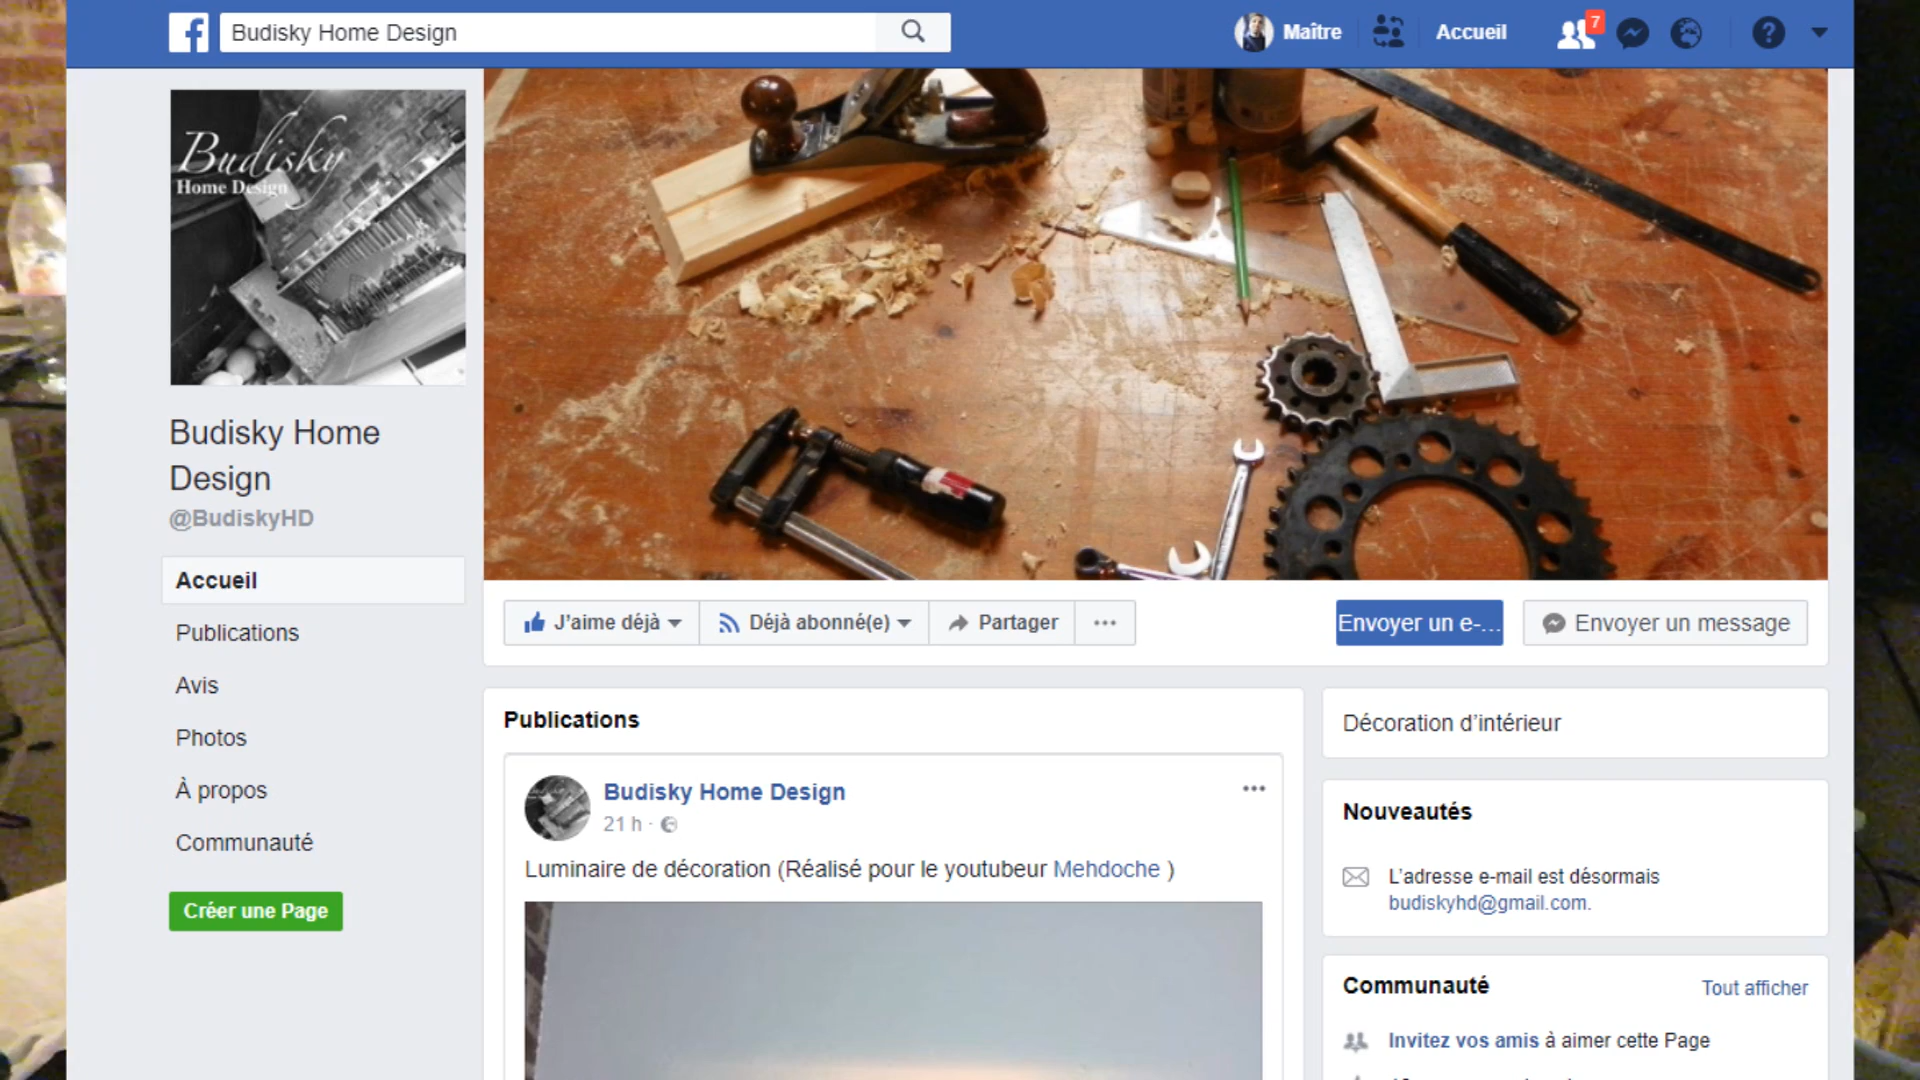 Budisky Home Design
Maître
Accueil
7
Budisky
Home Design
Budisky Home
Design
@BudiskyHD
Accueil
Publications
Avis
Photos
À propos
Communauté
Créer une Page
J'aime déjà
Déjà abonné(e)
Partager
Envoyer un e-...
Envoyer un message
Publications
Budisky Home Design
21 h
Luminaire de décoration (Réalisé pour le youtubeur Mehdoche )
Décoration d'intérieur
Nouveautés
L'adresse e-mail est désormais
budiskyhd@gmail.com.
Communauté
Tout afficher
Invitez vos amis à aimer cette Page